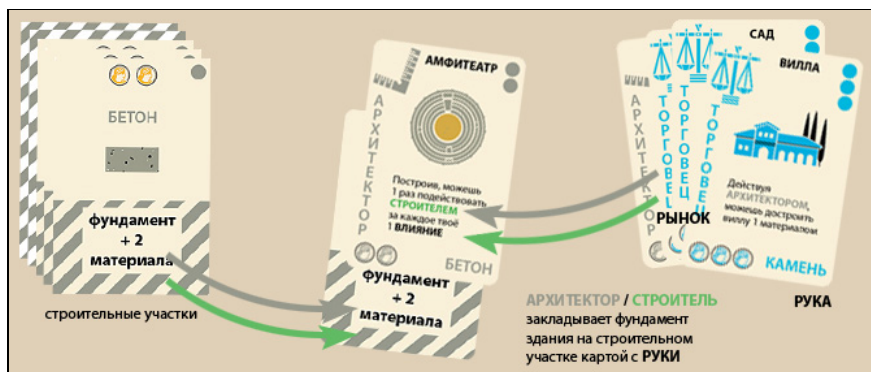 БЕТОН
фундамент
+ 2
материала
строительные участки
АМФИТЕАТР
АРХИТЕКТОР
Построив, можешь
1 раз подействовать
СТРОИТЕЛЕМ
за каждое твоё
1 ВЛИЯНИЕ
БЕТОН
фундамент
+ 2
материала
САД
ВИЛЛА
АРХИТЕКТОР
ТОРГОВЕЦ
ТОРГОВЕЦ
ТОРГОВЕЦ
Действуя
АРХИТЕКТОРОМ,
можешь достроить
виллу 1 материалом
РЫНОК
КАМЕНЬ
РУКА
АРХИТЕКТОР / СТРОИТЕЛЬ
закладывает фундамент
здания на строительном
участке картой с РУКИ